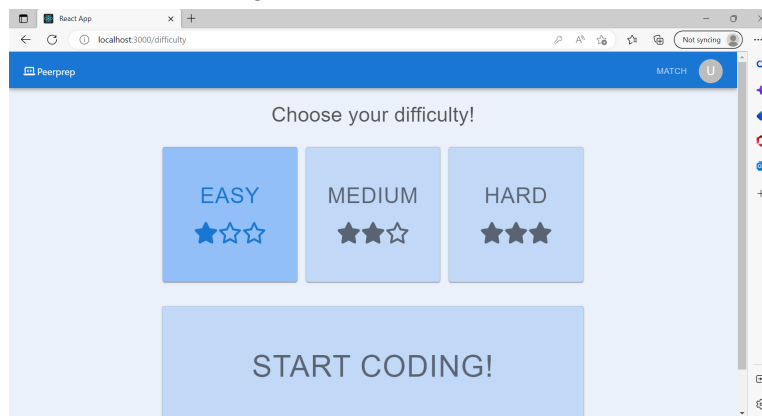 React App
localhost:3000/difficulty
Not syncing
Peerprep
MATCH
U
Choose your difficulty!
EASY
MEDIUM
HARD
START CODING!